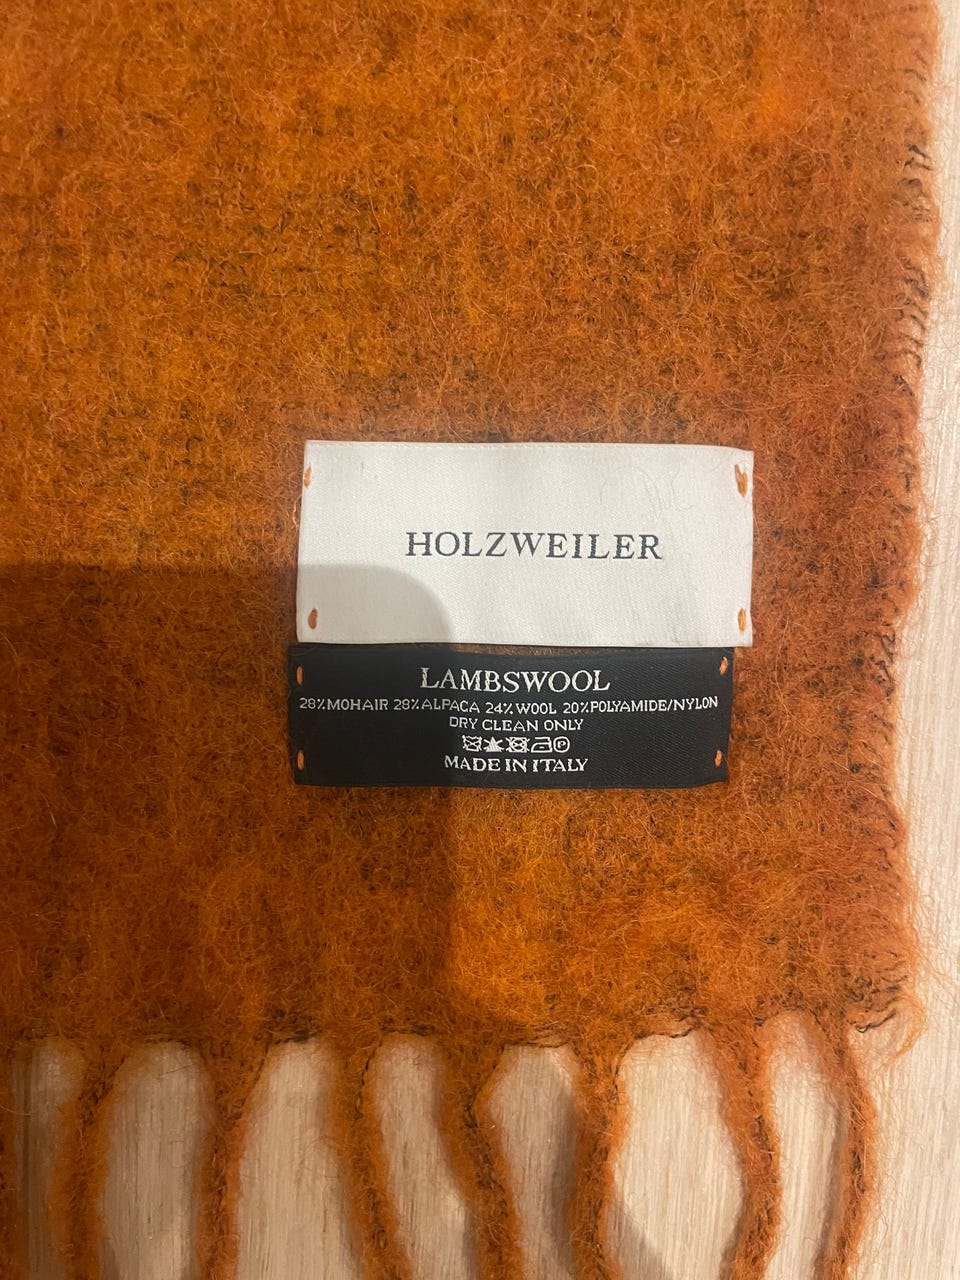 HOLZWEILER
LAMBSWOOL
28%MOHAIR 28%ALPACA 24%WOOL 20%POLYAMIDE/NYLON
DRY CLEAN ONLY
MADE IN ITALY